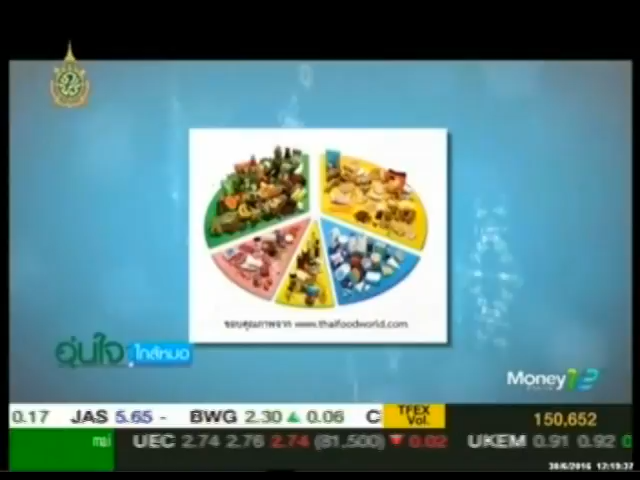 ขอบคุณภาพจาก www.thaifoodworld.com
อุ่นใจ ใกล้หมอ
Money
0.17 JAS 5.65 - BWG 2.30 ▲ 0.06 C TFEX Vol. 150,652
mai UEC 2.74 2.76 2.74 (81,500) ▼ 0.02 UKEM 0.91 0.92 0
30/6/2016 12:19:37